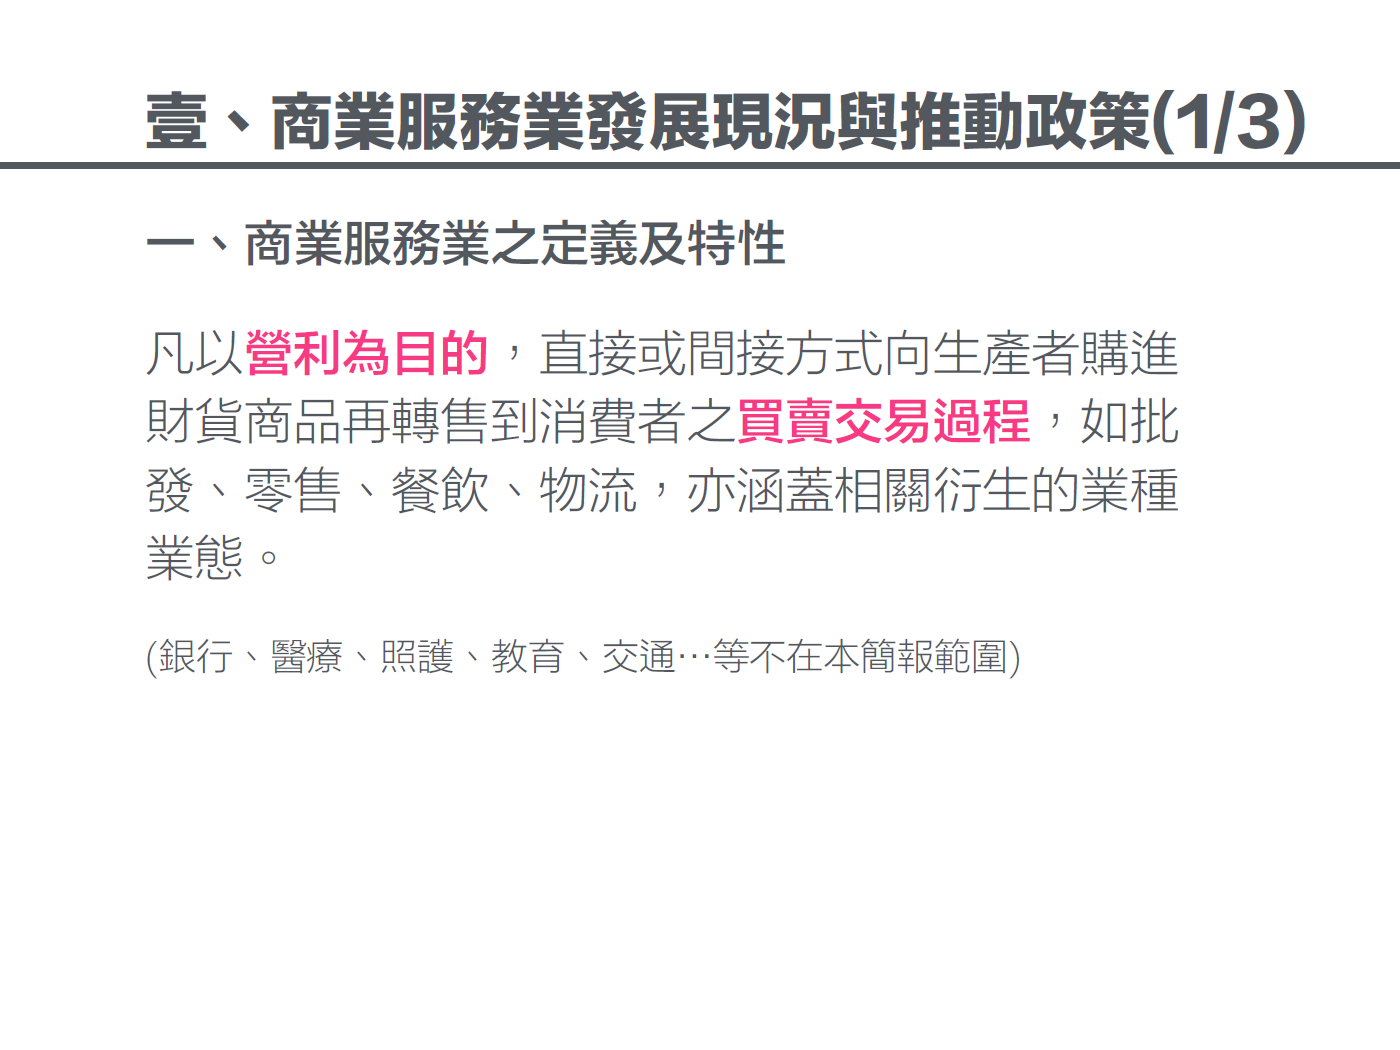 壹、商業服務業發展現況與推動政策(1/3)
一、商業服務業之定義及特性
凡以營利為目的，直接或間接方式向生產者購進
財貨商品再轉售到消費者之買賣交易過程，如批
發、零售、餐飲、物流，亦涵蓋相關衍生的業種
業態。
(銀行、醫療、照護、教育、交通…等不在本簡報範圍)